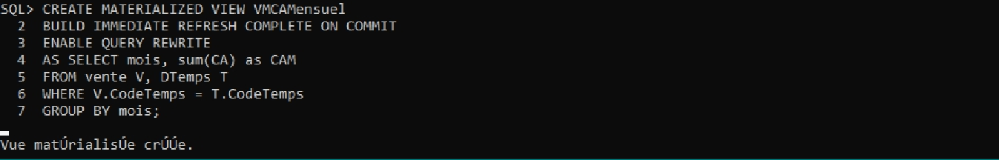 SQL> CREATE MATERIALIZED VIEW VMCAMensuel
2 BUILD IMMEDIATE REFRESH COMPLETE ON COMMIT
3 ENABLE QUERY REWRITE
4 AS SELECT mois, sum(CA) as CAM
5 FROM vente V, DTemps T
6 WHERE V.CodeTemps = T.CodeTemps
7 GROUP BY mois;
Vue matÚrialisÚe crÚÚe.